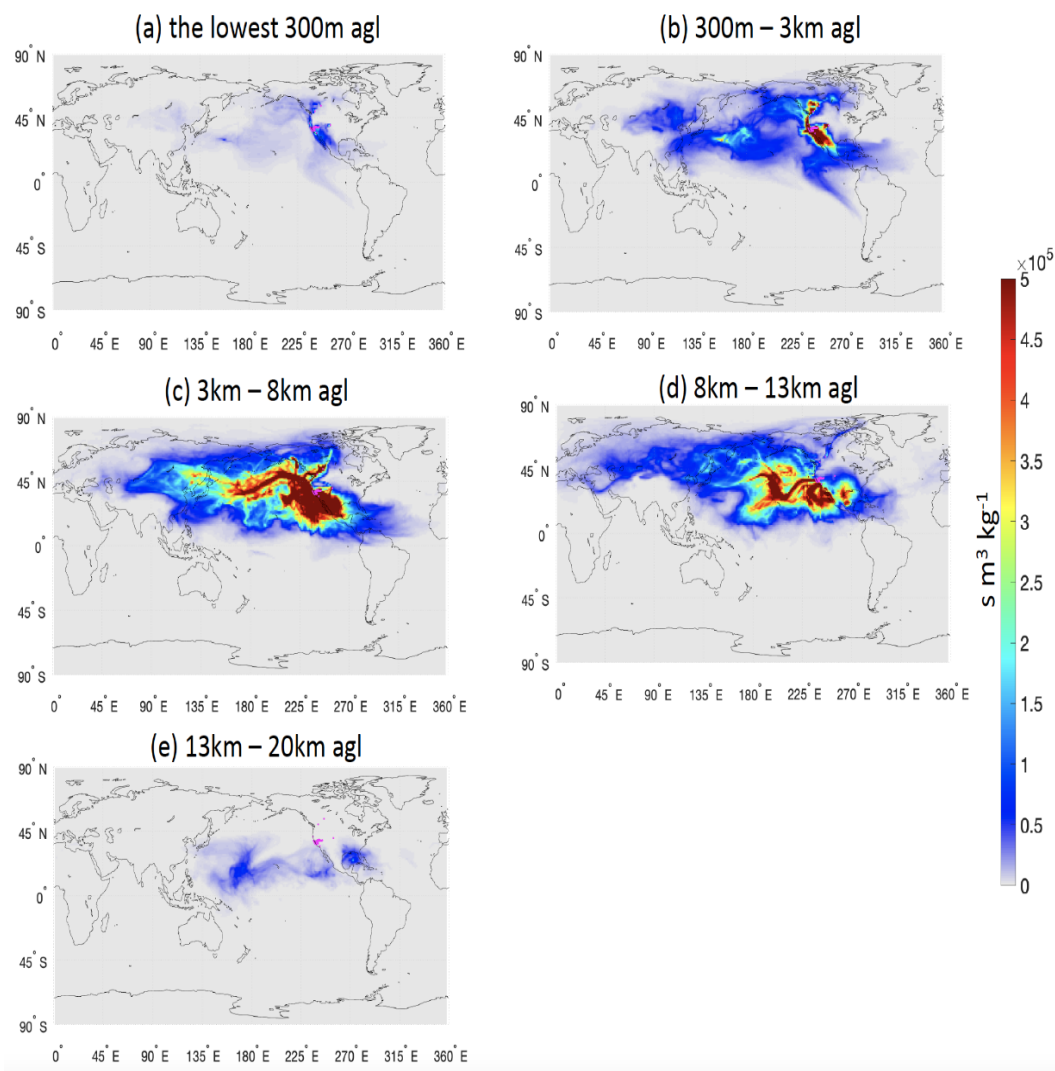 (a) the lowest 300m agl
90° N
45° N
0°
45° S
90° S
0° 45° E 90° E 135° E 225° E 270° E 315° E 360° E
(b) 300m – 3km agl
90° N
45° N
0°
45° S
90° S
0° 45° E 90° E 135° E 225° E 270° E 315° E 360° E
(c) 3km – 8km agl
90° N
45° N
0°
45° S
90° S
0° 45° E 90° E 135° E 225° E 270° E 315° E 360° E
(d) 8km – 13km agl
90° N
45° N
0°
45° S
90° S
0° 45° E 90° E 135° E 225° E 270° E 315° E 360° E
(e) 13km – 20km agl
90° N
45° N
0°
45° S
90° S
0° 45° E 90° E 135° E 225° E 270° E 315° E 360° E
×10⁵
5
4.5
4
3.5
3
2.5
2
1.5
1
0.5
0
s m³ kg⁻¹